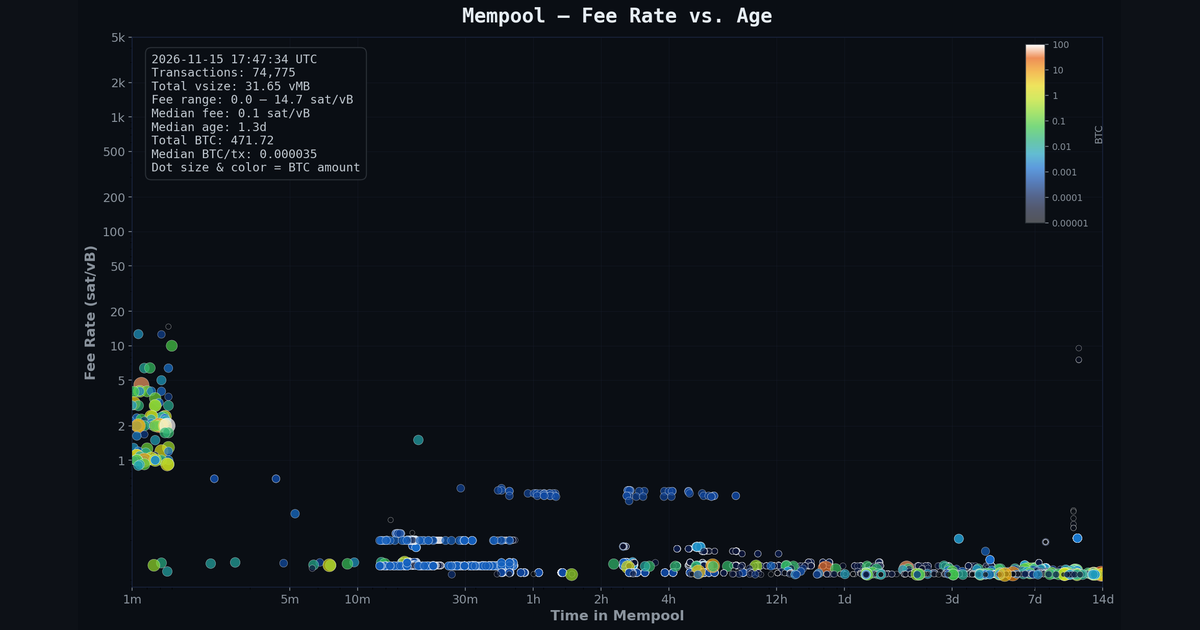 Mempool — Fee Rate vs. Age
2026-11-15 17:47:34 UTC
Transactions: 74,775
Total vsize: 31.65 vMB
Fee range: 0.0 — 14.7 sat/vB
Median fee: 0.1 sat/vB
Median age: 1.3d
Total BTC: 471.72
Median BTC/tx: 0.000035
Dot size & color = BTC amount
5k
2k
1k
500
200
100
50
20
10
5
2
1
Fee Rate (sat/vB)
100
10
1
0.1
0.01
0.001
0.0001
0.00001
BTC
1m 5m 10m 30m 1h 2h 4h 12h 1d 3d 7d 14d
Time in Mempool